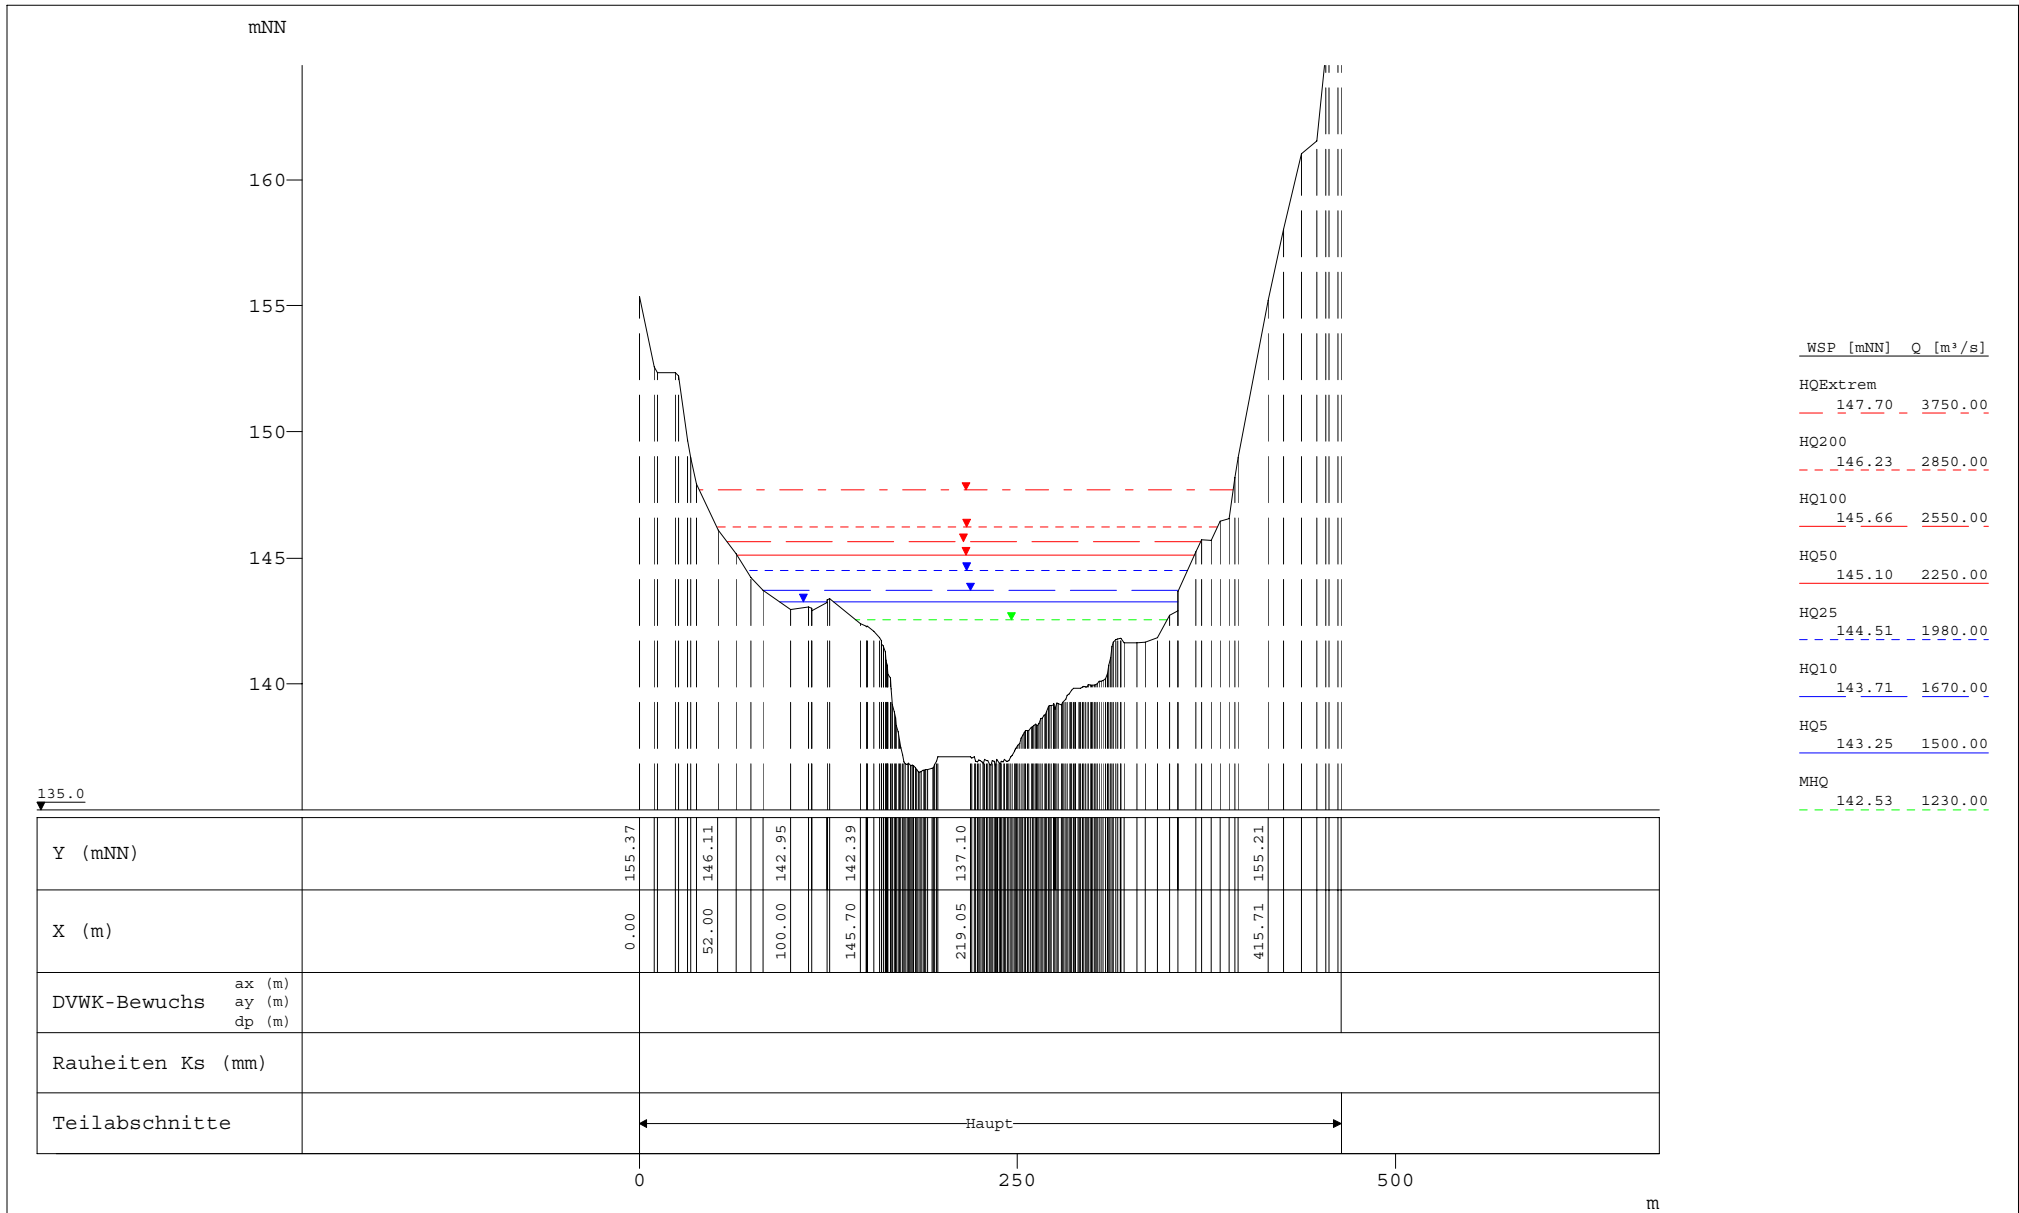 mNN
160
155
150
145
140
135.0
WSP [mNN] Q [m³/s]
HQExtrem
147.70 3750.00
HQ200
146.23 2850.00
HQ100
145.66 2550.00
HQ50
145.10 2250.00
HQ25
144.51 1980.00
HQ10
143.71 1670.00
HQ5
143.25 1500.00
MHQ
142.53 1230.00
Y (mNN) 155.37 146.11 142.95 142.39 137.10 155.21
X (m) 0.00 52.00 100.00 145.70 219.05 415.71
DVWK-Bewuchs
ax (m)
ay (m)
dp (m)
Rauheiten Ks (mm)
Teilabschnitte
Haupt
0 250 500
m